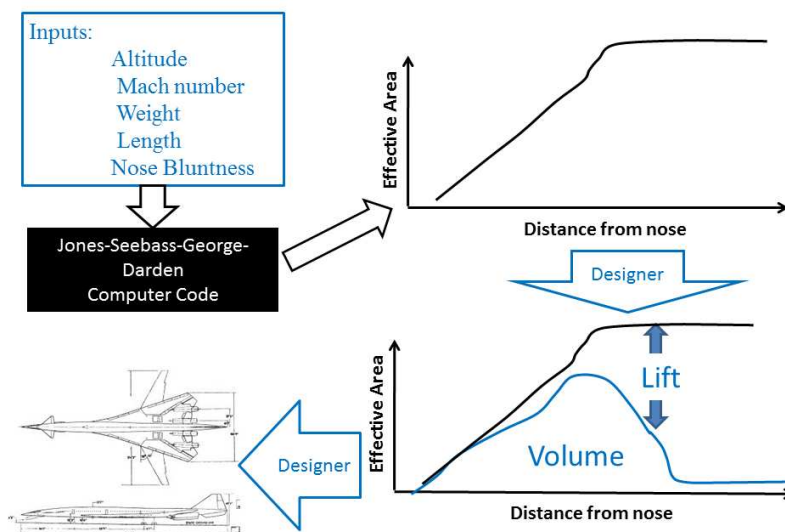 Inputs:
Altitude
Mach number
Weight
Length
Nose Bluntness
Jones-Seebass-George-
Darden
Computer Code
Effective Area
Distance from nose
Designer
Effective Area
Lift
Volume
Distance from nose
Designer